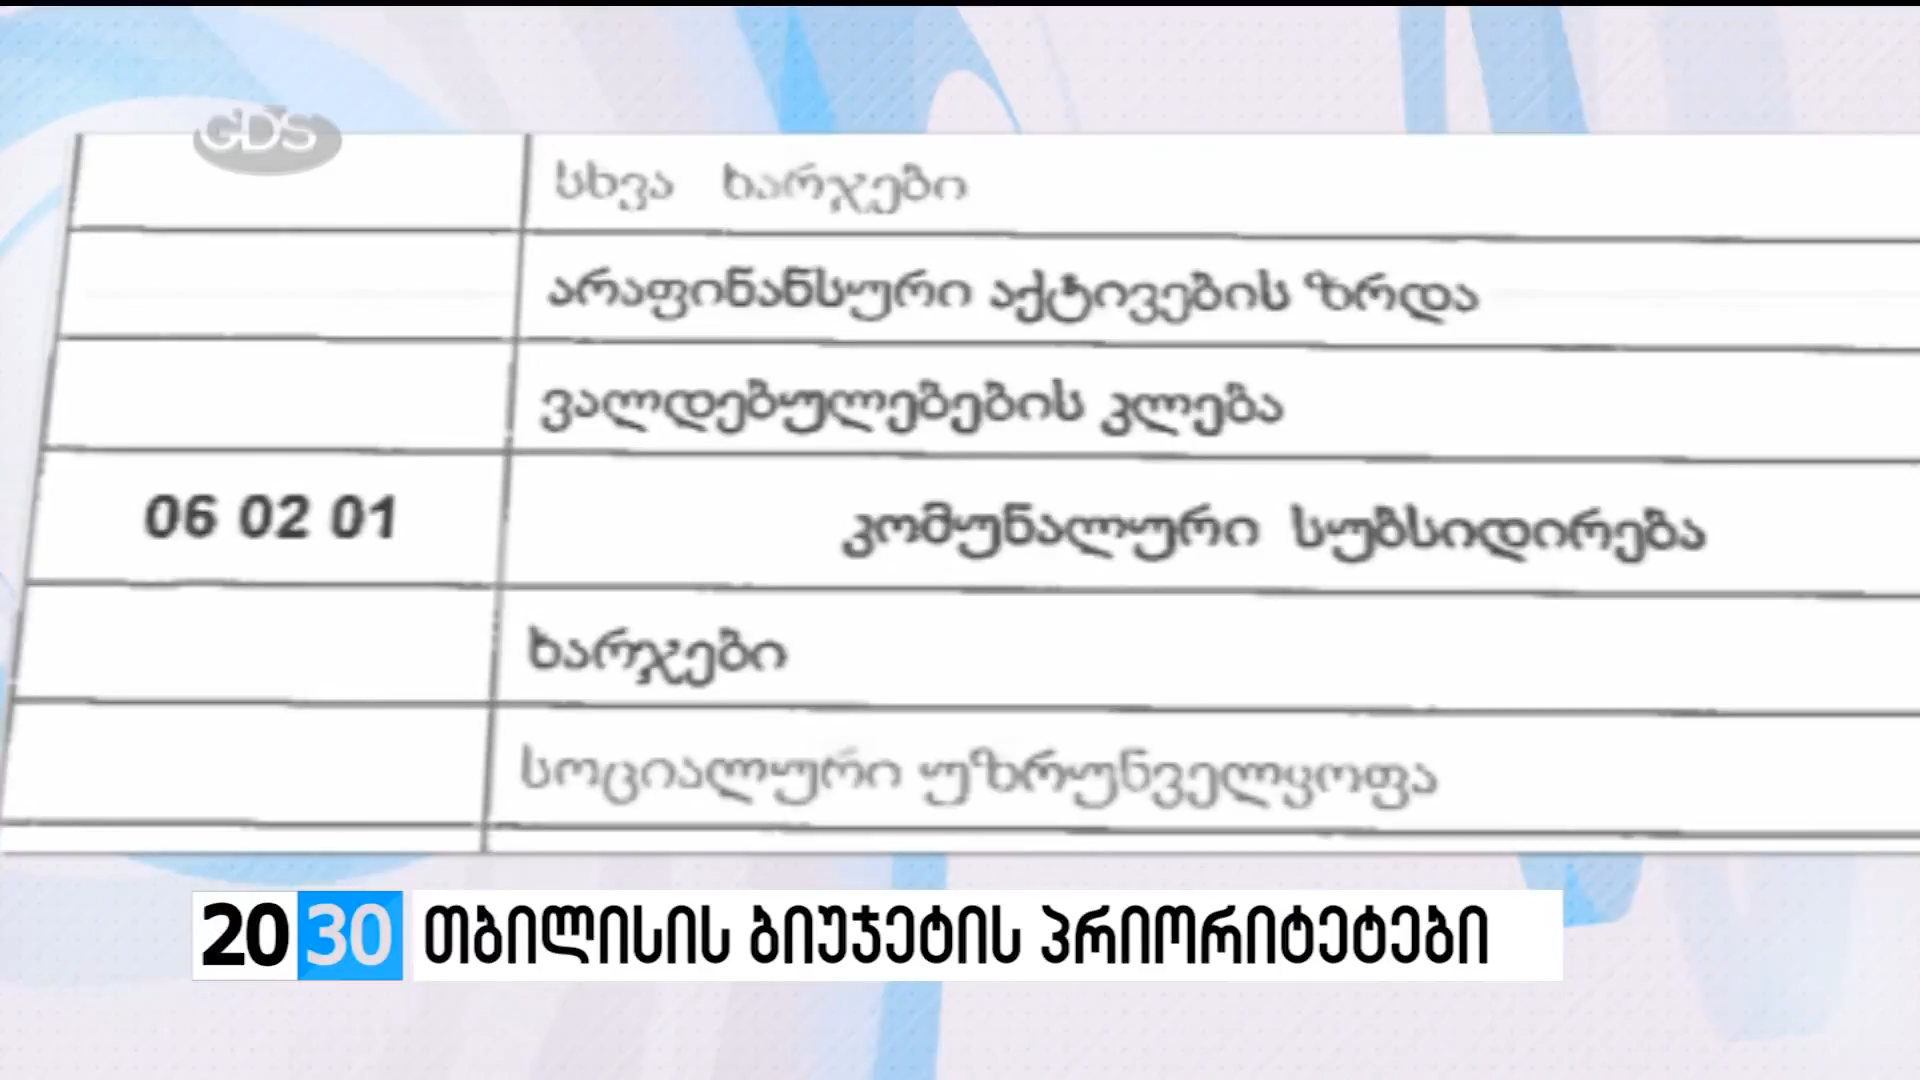 GDS
სხვა ხარჯები
არაფინანსური აქტივების ზრდა
ვალდებულებების კლება
06 02 01 კომუნალური სუბსიდირება
ხარჯები
სოციალური უზრუნველყოფა
20 30 თბილისის ბიუჯეტის პრიორიტეტები